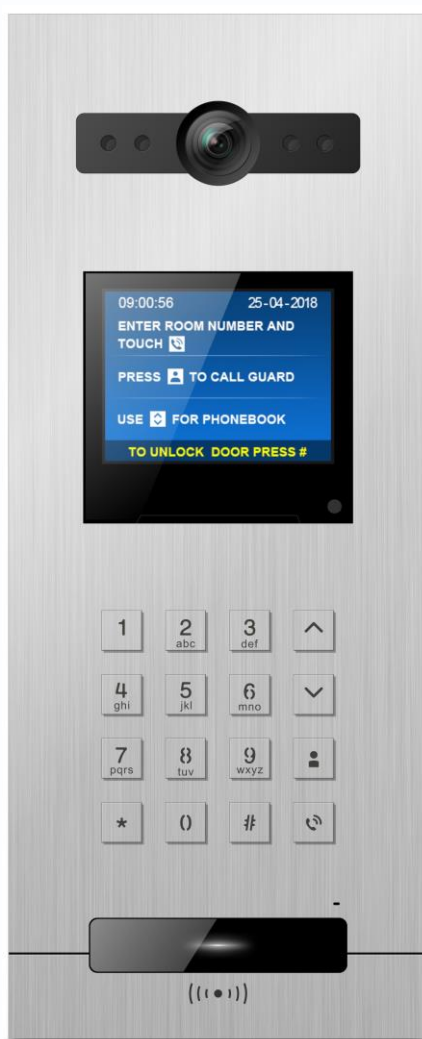 09:00:56 25-04-2018
ENTER ROOM NUMBER AND
TOUCH
PRESS TO CALL GUARD
USE FOR PHONEBOOK
TO UNLOCK DOOR PRESS #
1 2 3
abc def
4 5 6
ghi jkl mno
7 8 9
pqrs tuv wxyz
* 0 #